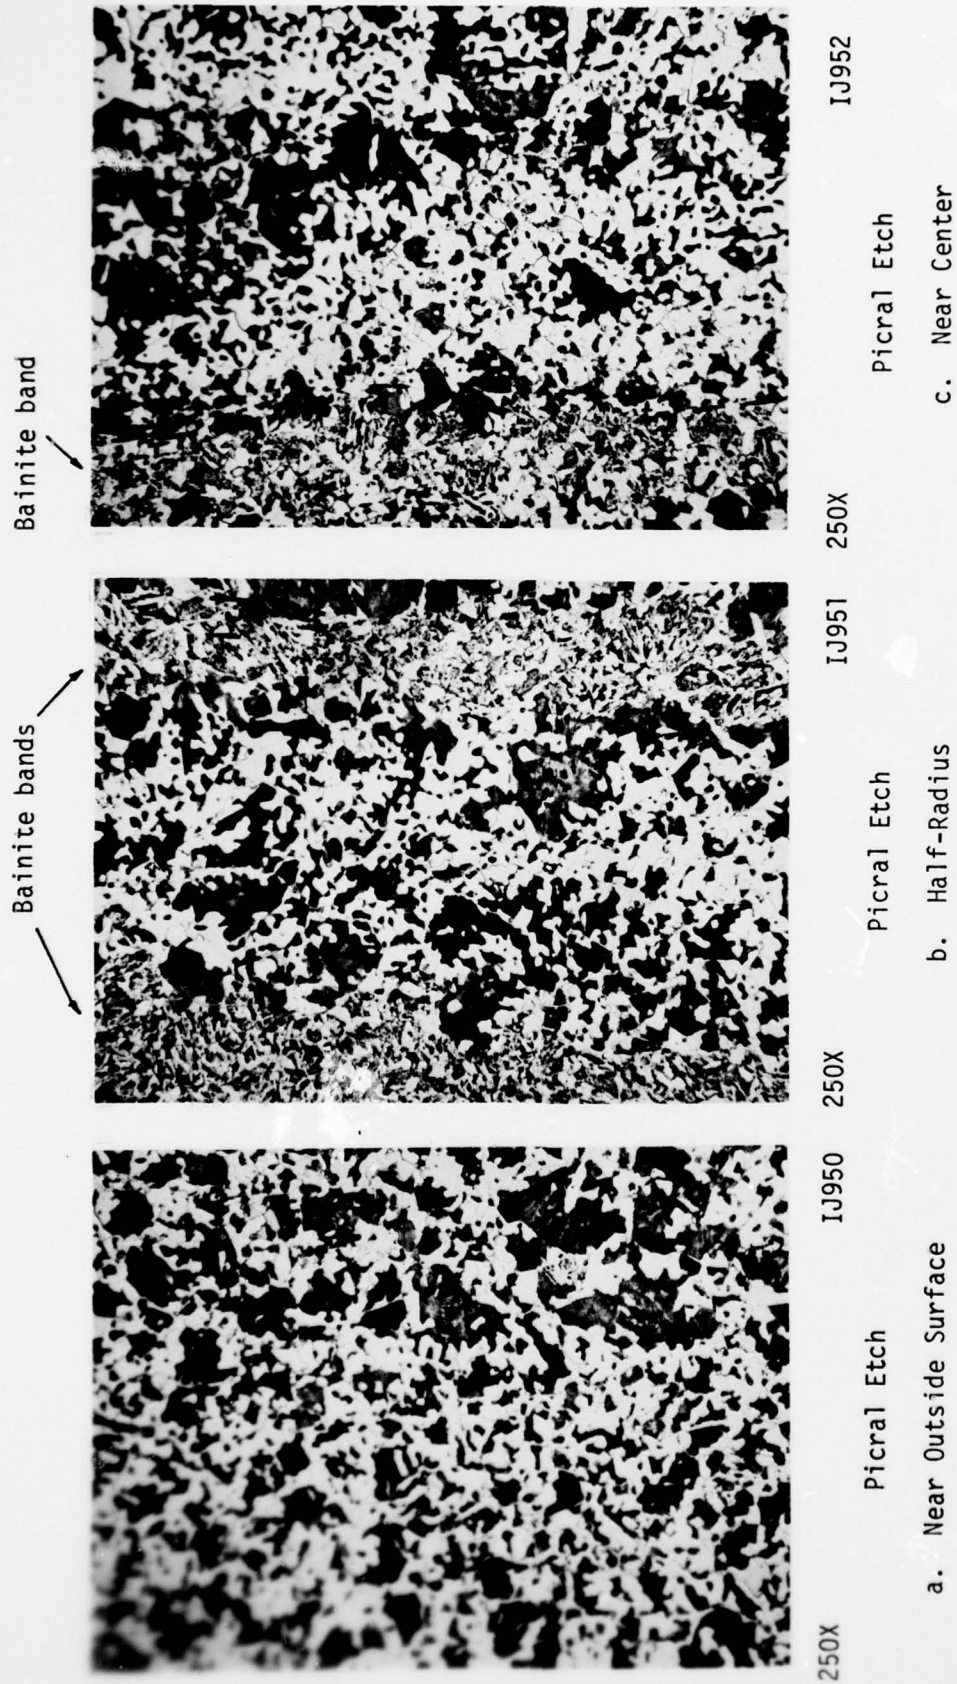 Bainite bands
Bainite band
250X IJ950
Picral Etch
a. Near Outside Surface
250X IJ951
Picral Etch
b. Half-Radius
250X IJ952
Picral Etch
c. Near Center